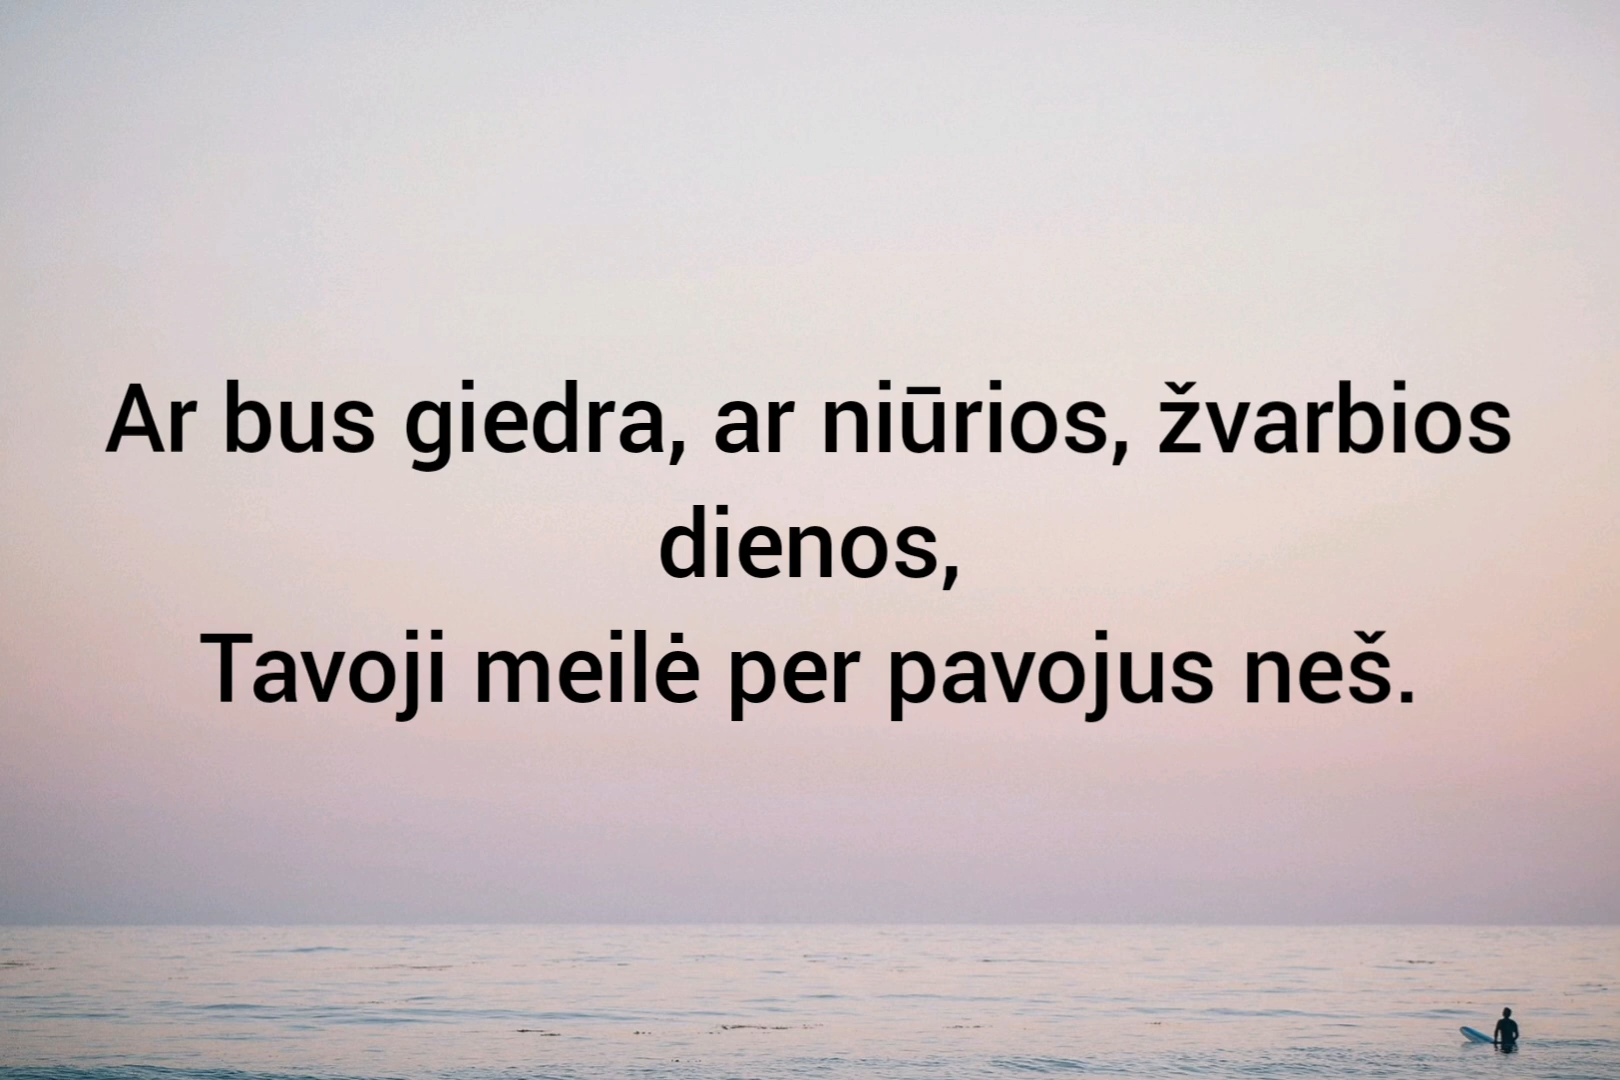 Ar bus giedra, ar niūrios, žvarbios
dienos,
Tavoji meilė per pavojus neš.